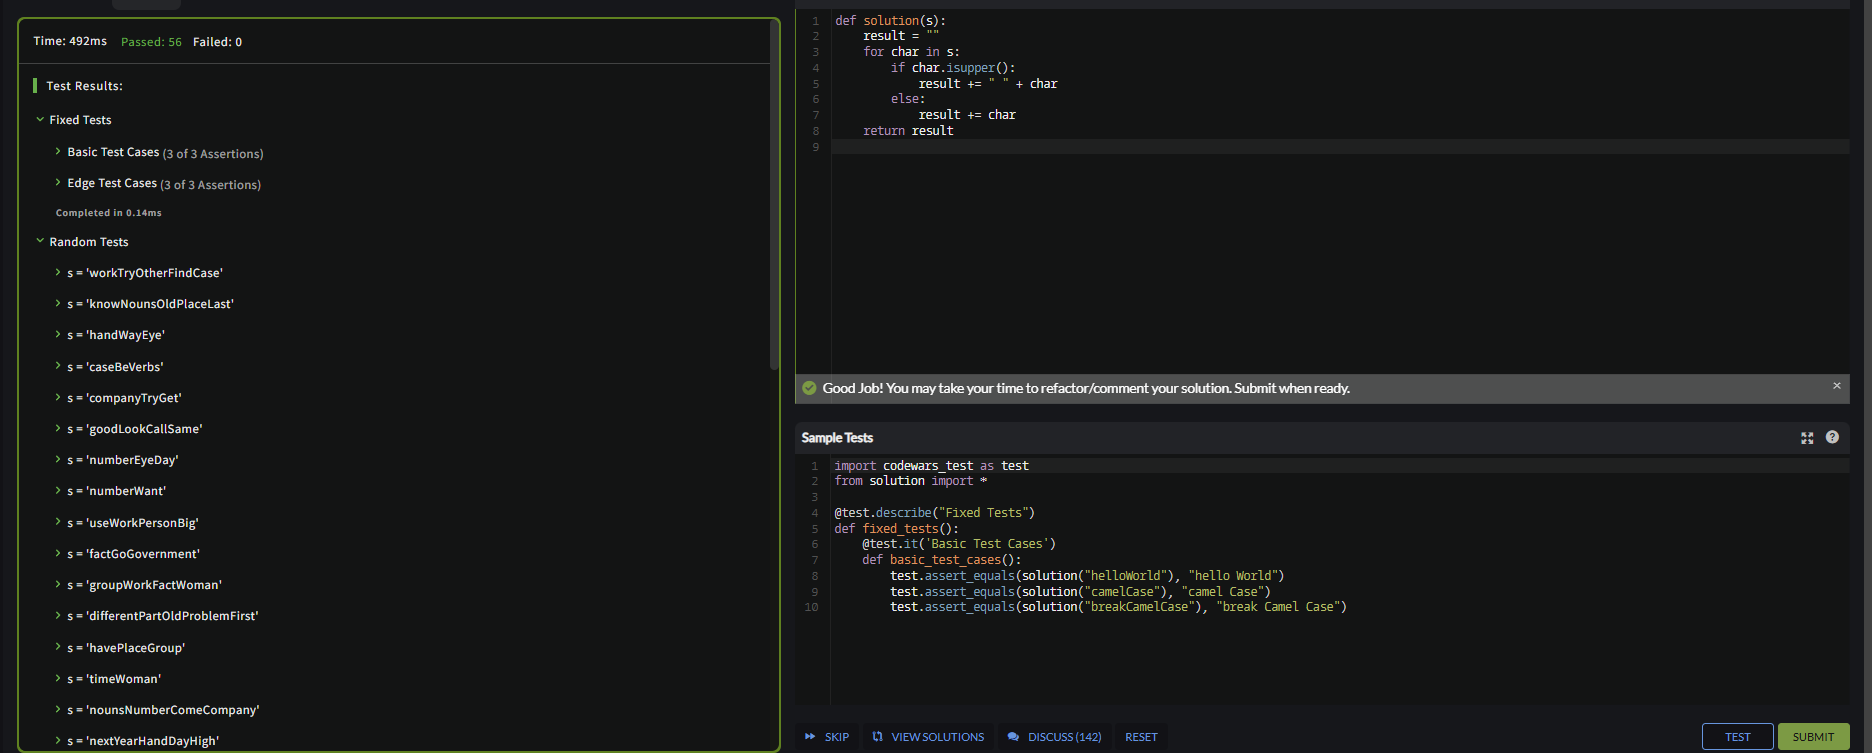 Time: 492ms Passed: 56 Failed: 0
Test Results:
Fixed Tests
Basic Test Cases (3 of 3 Assertions)
Edge Test Cases (3 of 3 Assertions)
Completed in 0.14ms
Random Tests
s = 'workTryOtherFindCase'
s = 'knowNounsOldPlaceLast'
s = 'handWayEye'
s = 'caseBeVerbs'
s = 'companyTryGet'
s = 'goodLookCallSame'
s = 'numberEyeDay'
s = 'numberWant'
s = 'useWorkPersonBig'
s = 'factGoGovernment'
s = 'groupWorkFactWoman'
s = 'differentPartOldProblemFirst'
s = 'havePlaceGroup'
s = 'timeWoman'
s = 'nounsNumberComeCompany'
s = 'nextYearHandDayHigh'
1 def solution(s):
2     result = ""
3     for char in s:
4         if char.isupper():
5             result += " " + char
6         else:
7             result += char
8     return result
9
Good Job! You may take your time to refactor/comment your solution. Submit when ready.
Sample Tests
1 import codewars_test as test
2 from solution import *
3
4 @test.describe("Fixed Tests")
5 def fixed_tests():
6     @test.it('Basic Test Cases')
7     def basic_test_cases():
8         test.assert_equals(solution("helloWorld"), "hello World")
9         test.assert_equals(solution("camelCase"), "camel Case")
10         test.assert_equals(solution("breakCamelCase"), "break Camel Case")
SKIP VIEW SOLUTIONS DISCUSS (142) RESET TEST SUBMIT